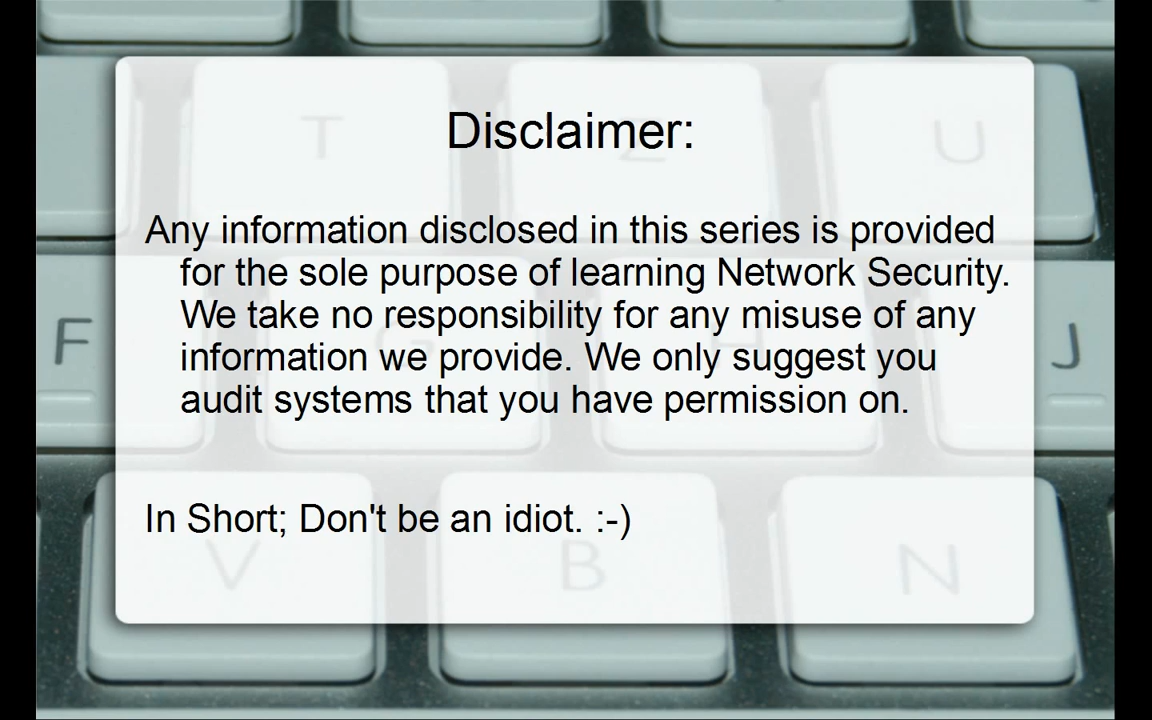 T
Z
U
Disclaimer:
Any information disclosed in this series is provided
for the sole purpose of learning Network Security.
F
G
H
J
We take no responsibility for any misuse of any
information we provide. We only suggest you
audit systems that you have permission on.
In Short; Don't be an idiot. :-)
V
B
N